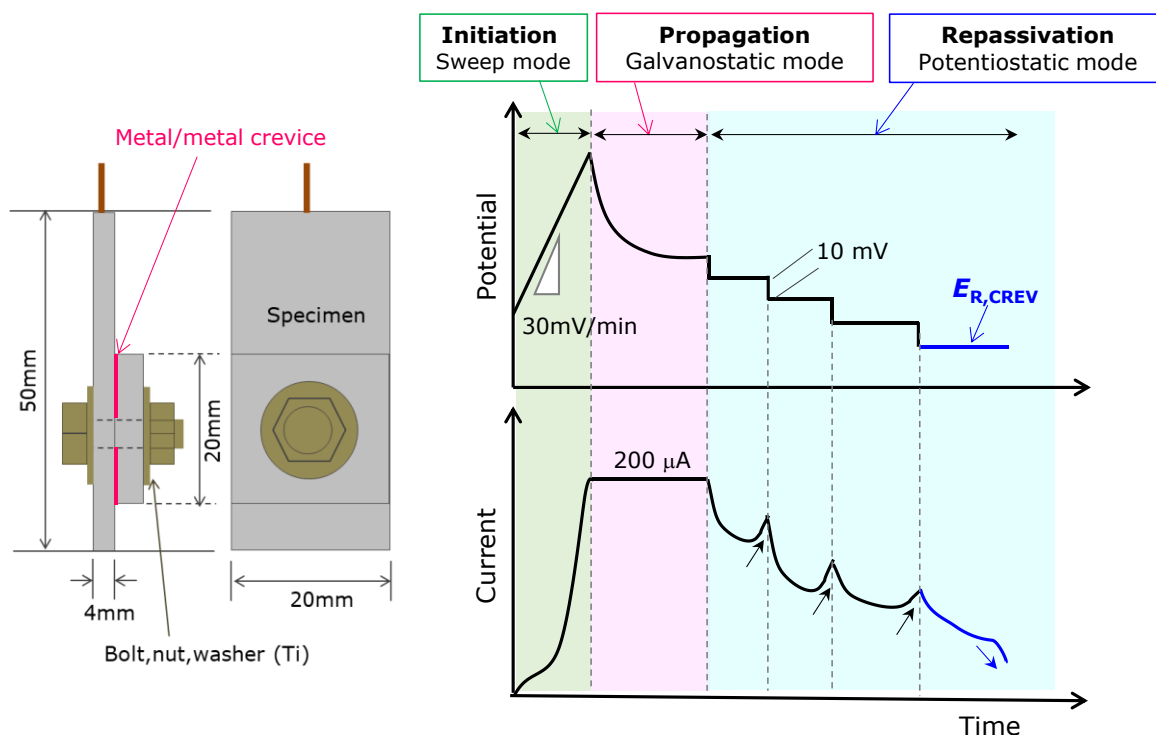 Initiation
Sweep mode
Propagation
Galvanostatic mode
Repassivation
Potentiostatic mode
Metal/metal crevice
Specimen
50mm
20mm
4mm
20mm
Bolt,nut,washer (Ti)
Potential
30mV/min
10 mV
E_R,CREV
Current
200 μA
Time